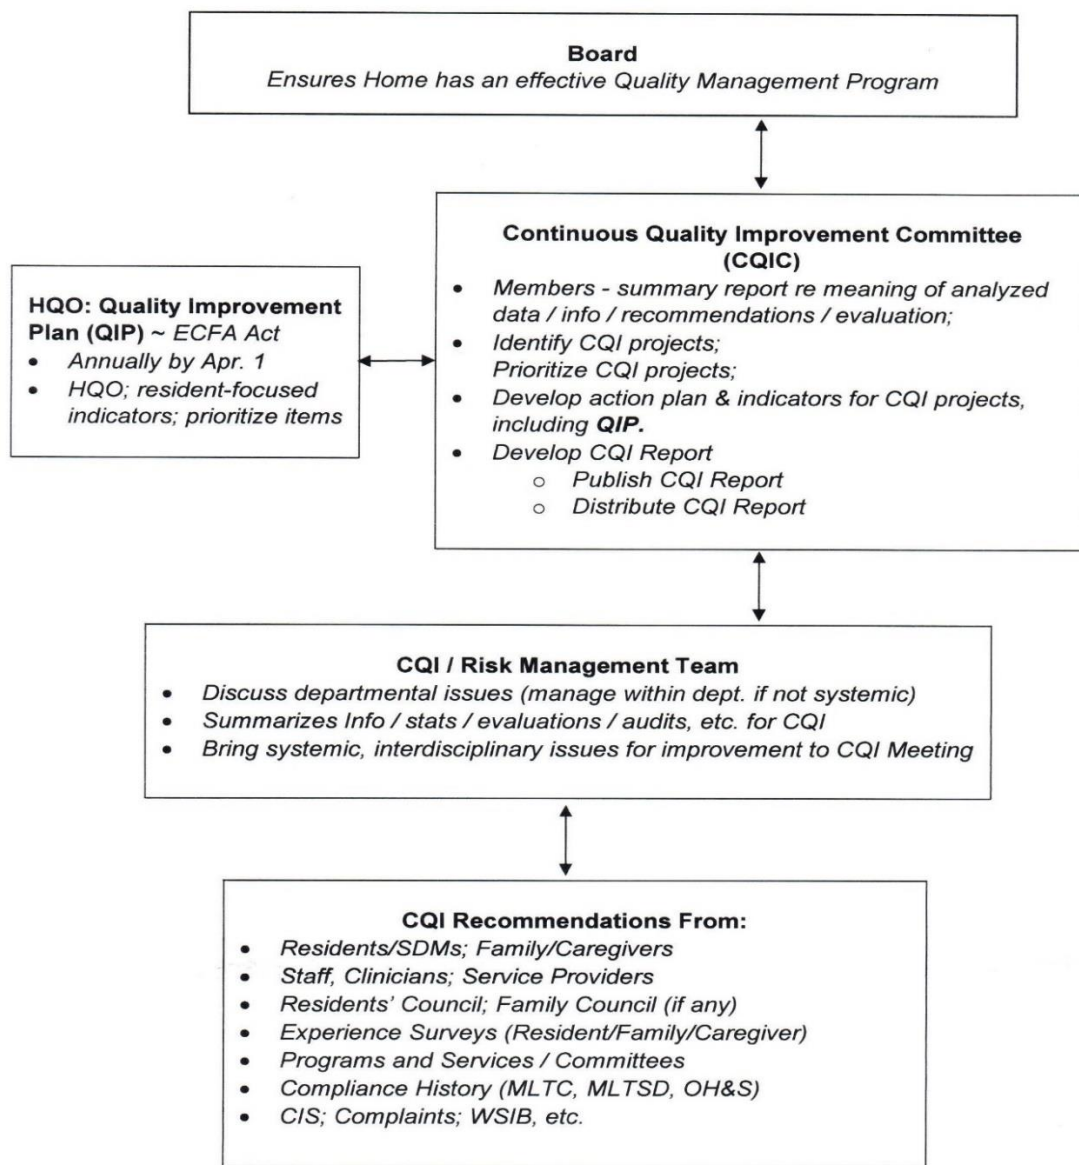 Board
Ensures Home has an effective Quality Management Program
Continuous Quality Improvement Committee
(CQIC)
• Members - summary report re meaning of analyzed
data / info / recommendations / evaluation;
• Identify CQI projects;
Prioritize CQI projects;
• Develop action plan & indicators for CQI projects,
including QIP.
• Develop CQI Report
o Publish CQI Report
o Distribute CQI Report
HQO: Quality Improvement
Plan (QIP) ~ ECFA Act
• Annually by Apr. 1
• HQO; resident-focused
indicators; prioritize items
CQI / Risk Management Team
• Discuss departmental issues (manage within dept. if not systemic)
• Summarizes Info / stats / evaluations / audits, etc. for CQI
• Bring systemic, interdisciplinary issues for improvement to CQI Meeting
CQI Recommendations From:
• Residents/SDMs; Family/Caregivers
• Staff, Clinicians; Service Providers
• Residents' Council; Family Council (if any)
• Experience Surveys (Resident/Family/Caregiver)
• Programs and Services / Committees
• Compliance History (MLTC, MLTSD, OH&S)
• CIS; Complaints; WSIB, etc.